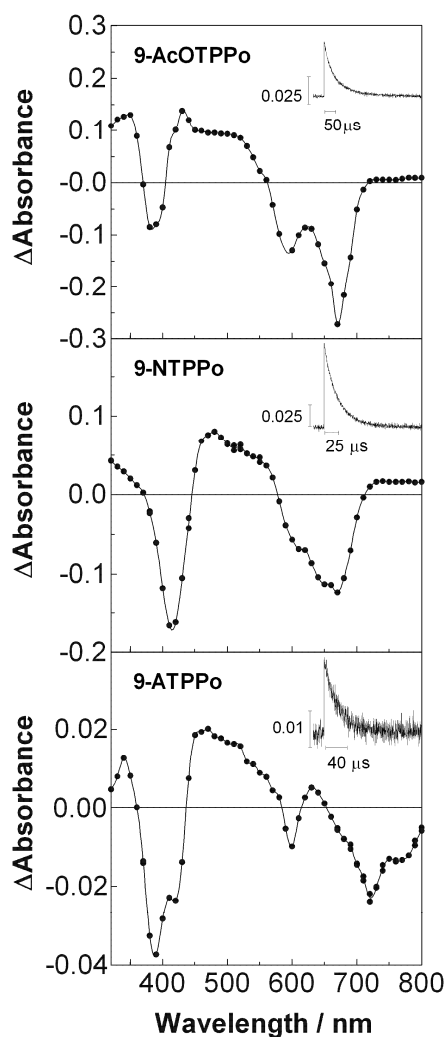 9-AcOTPPo
0.3
0.2
0.1
-0.0
-0.1
-0.2
-0.3
ΔAbsorbance
0.025
50 μs
9-NTPPo
0.1
0.0
-0.1
-0.2
ΔAbsorbance
0.025
25 μs
9-ATPPo
0.02
0.00
-0.02
-0.04
ΔAbsorbance
0.01
40 μs
400 500 600 700 800
Wavelength / nm